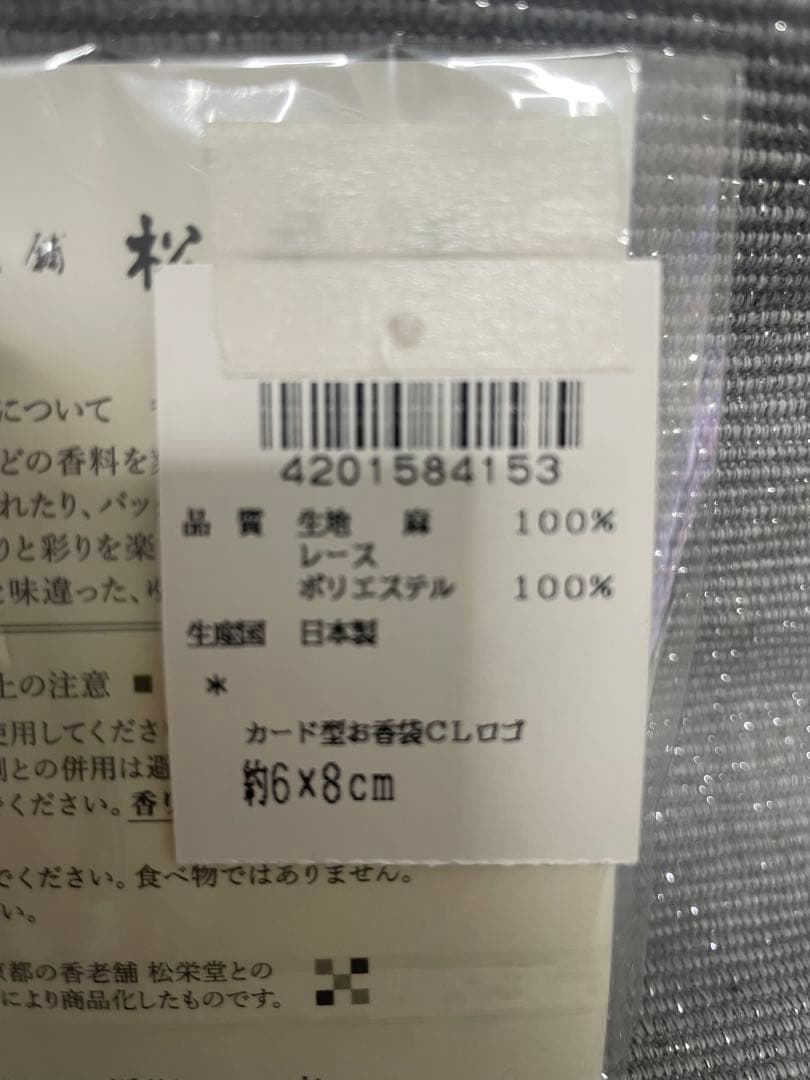 舗 松
について
どの香料を
れたり、バッ
りと彩りを楽
と味違った、
上の注意 ■
使用してくださ
剤との併用は避
ください。香り
4201584153
品 質 生地 麻 100%
レース
ポリエステル 100%
生産国 日本製
*
カード型お香袋CLロゴ
約6×8cm
でください。食べ物ではありません。
い。
京都の香老舗 松栄堂との
により商品化したものです。